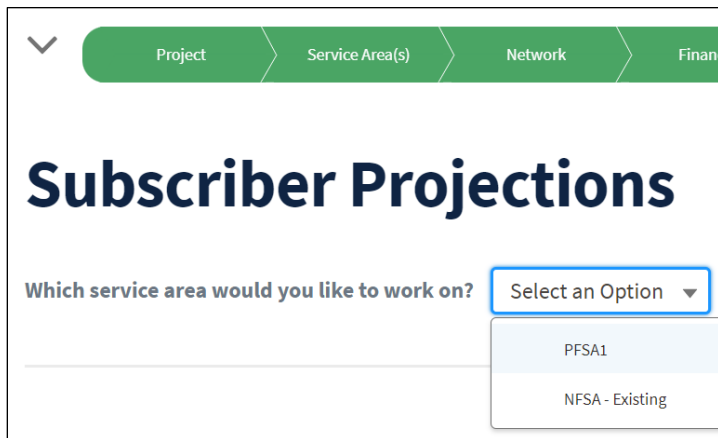 Project Service Area(s) Network Finan
Subscriber Projections
Which service area would you like to work on? Select an Option
PFSA1
NFSA - Existing